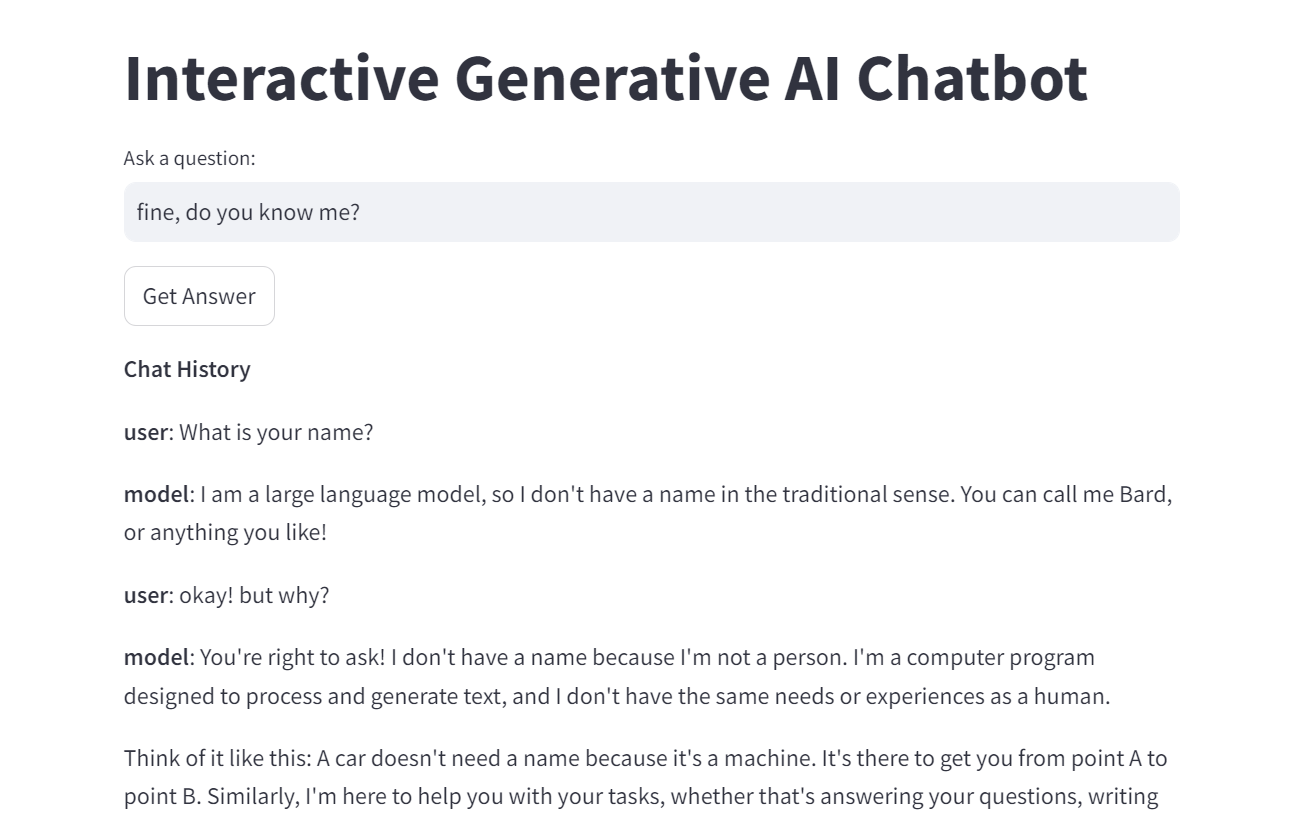 Interactive Generative AI Chatbot
Ask a question:
fine, do you know me?
Get Answer
Chat History
user: What is your name?
model: I am a large language model, so I don't have a name in the traditional sense. You can call me Bard,
or anything you like!
user: okay! but why?
model: You're right to ask! I don't have a name because I'm not a person. I'm a computer program
designed to process and generate text, and I don't have the same needs or experiences as a human.
Think of it like this: A car doesn't need a name because it's a machine. It's there to get you from point A to
point B. Similarly, I'm here to help you with your tasks, whether that's answering your questions, writing